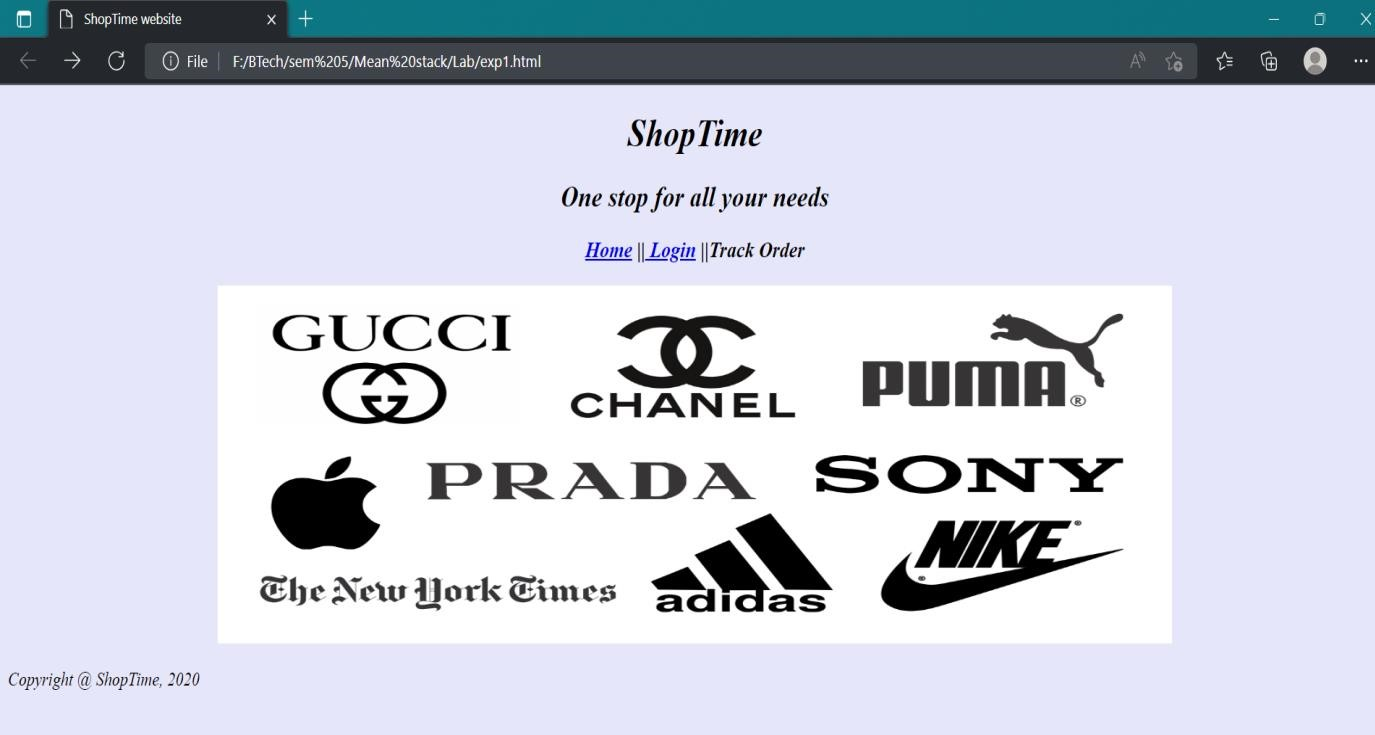 ShopTime website
File F:/BTech/sem%205/Mean%20stack/Lab/exp1.html
ShopTime
One stop for all your needs
Home || Login ||Track Order
GUCCI
CHANEL
PUMA®
PRADA
SONY
NIKE®
The New York Times
adidas
Copyright @ ShopTime, 2020